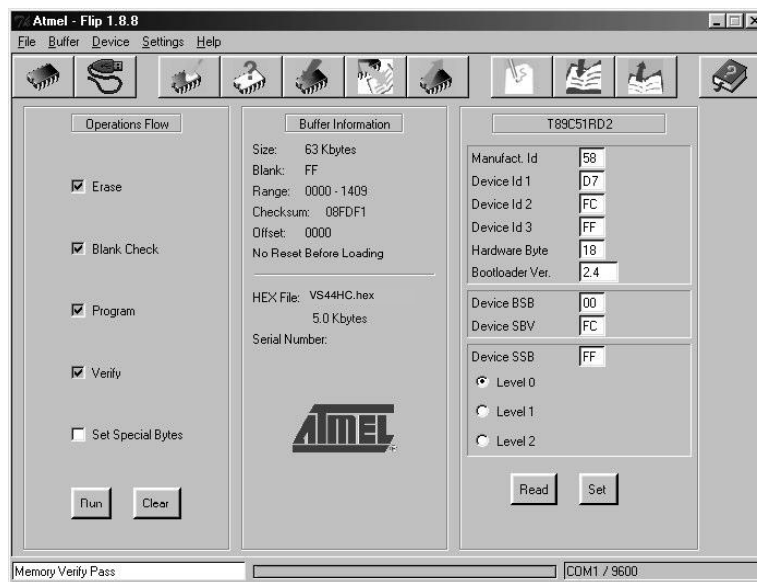 Atmel - Flip 1.8.8
File Buffer Device Settings Help
Operations Flow
Erase
Blank Check
Program
Verify
Set Special Bytes
Run Clear
Buffer Information
Size: 63 Kbytes
Blank: FF
Range: 0000 - 1409
Checksum: 08FDF1
Offset: 0000
No Reset Before Loading
HEX File: VS44HC.hex
5.0 Kbytes
Serial Number:
ATMEL
T89C51RD2
Manufact. Id 58
Device Id 1 D7
Device Id 2 FC
Device Id 3 FF
Hardware Byte 18
Bootloader Ver. 2.4
Device BSB 00
Device SBV FC
Device SSB FF
Level 0
Level 1
Level 2
Read Set
Memory Verify Pass
COM1 / 9600